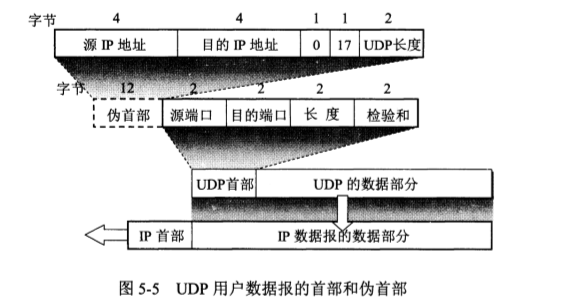 字节 4 4 1 1 2
源 IP 地址 目的 IP 地址 0 17 UDP长度
字节 12 2 2 2 2
伪首部 源端口 目的端口 长 度 检验和
UDP首部 UDP 的数据部分
IP 首部 IP 数据报的数据部分
图 5-5 UDP 用户数据报的首部和伪首部